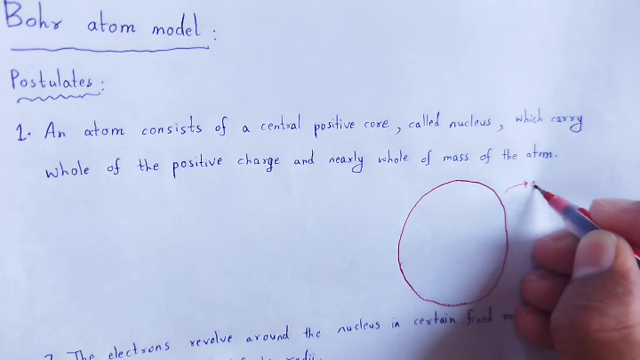 Bohr atom model :
Postulates :
1. An atom consists of a central positive core, called nucleus, which carry
whole of the positive charge and nearly whole of mass of the atom.
2. The electrons revolve around the nucleus in certain fixed